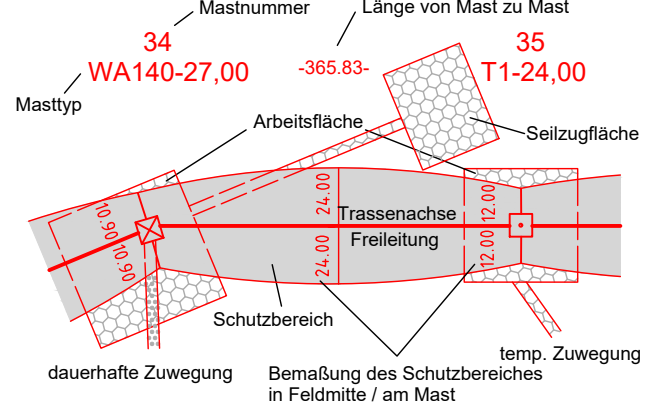 Mastnummer
Länge von Mast zu Mast
34
WA140-27,00
-365.83-
35
T1-24,00
Masttyp
Arbeitsfläche
Seilzugfläche
10.90
10.90
24.00
24.00
12.00
12.00
Trassenachse
Freileitung
Schutzbereich
temp. Zuwegung
dauerhafte Zuwegung
Bemaßung des Schutzbereiches
in Feldmitte / am Mast